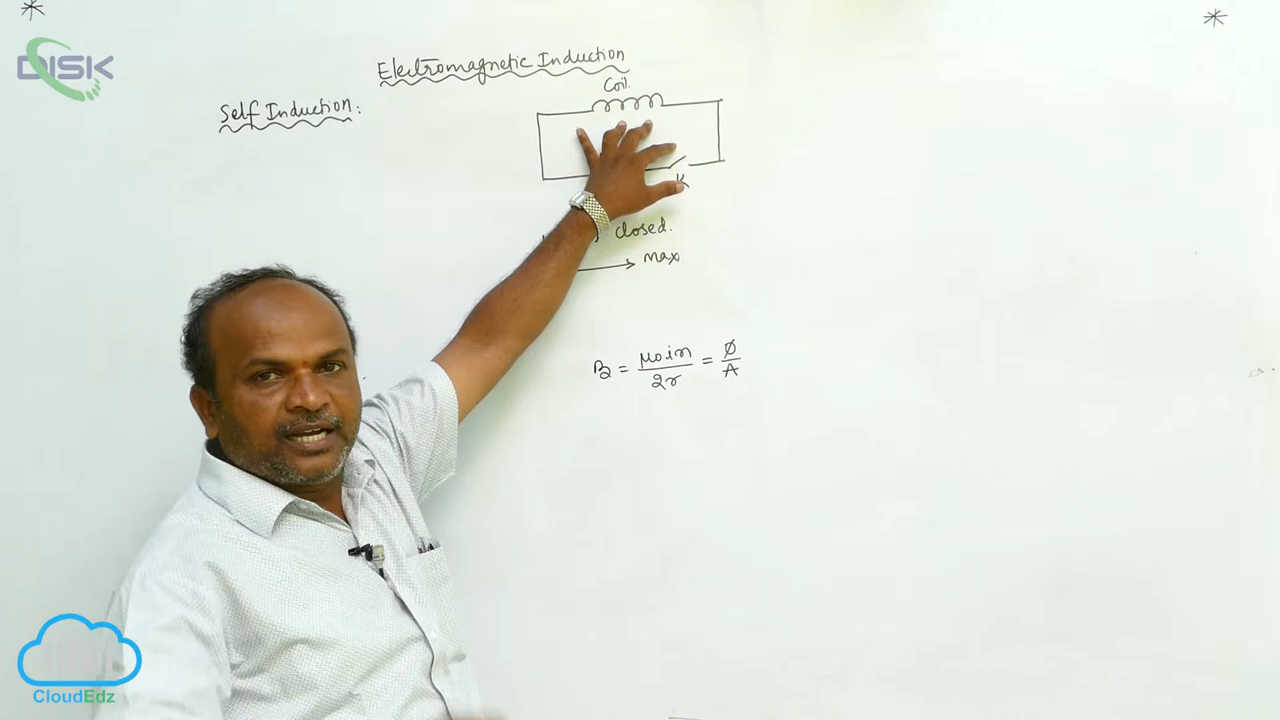 DISK
Electromagnetic Induction
Self Induction:
Coil
K
closed.
max
B = μ0in/2r = Ø/A
CloudEdz